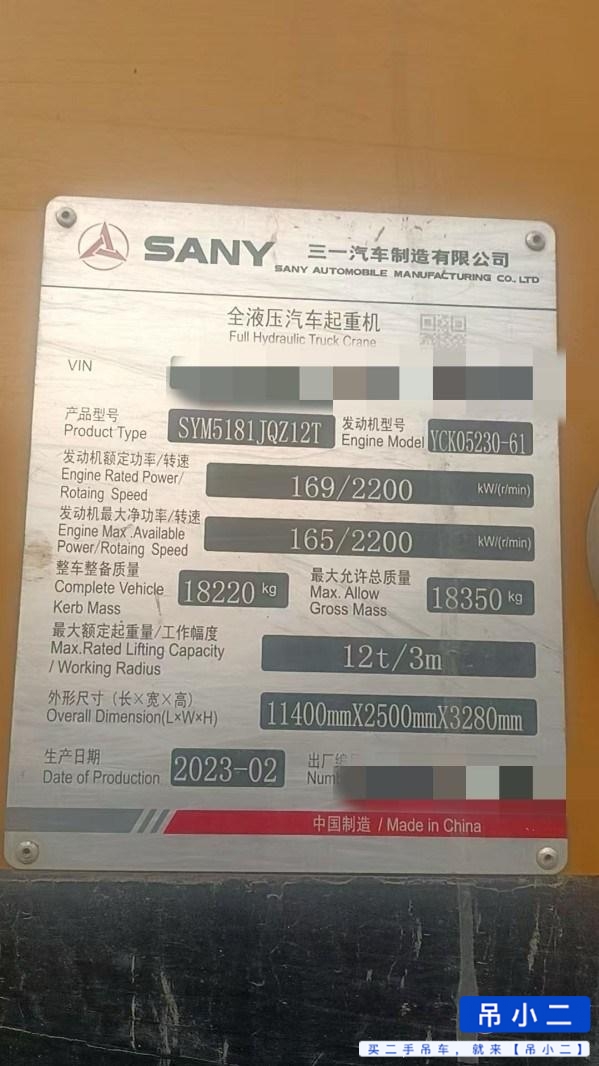 SANY 三一汽车制造有限公司
SANY AUTOMOBILE MANUFACTURING CO., LTD
全液压汽车起重机
Full Hydraulic Truck Crane
VIN
产品型号
Product Type
SYM5181JQZ12T
发动机型号
Engine Model
YCK05230-61
发动机额定功率/转速
Engine Rated Power/
Rotaing Speed
169/2200 kW/(r/min)
发动机最大净功率/转速
Engine Max .Available
Power/Rotaing Speed
165/2200 kW/(r/min)
整车整备质量
Complete Vehicle
Kerb Mass
18220 kg
最大允许总质量
Max. Allow
Gross Mass
18350 kg
最大额定起重量/工作幅度
Max.Rated Lifting Capacity
/ Working Radius
12t/3m
外形尺寸（长×宽×高）
Overall Dimension(L×W×H)
11400mmX2500mmX3280mm
生产日期
Date of Production
2023-02
出厂编
Numb
中国制造 / Made in China
吊小二
买二手吊车，就来【吊小二】